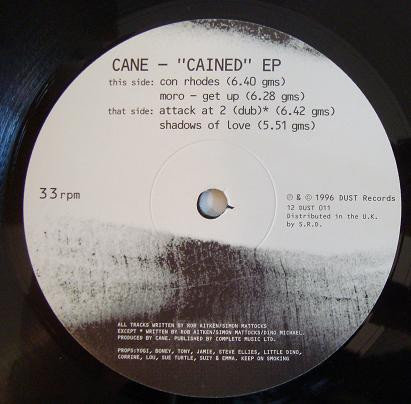 CANE - "CAINED" EP
this side: con rhodes (6.40 gms)
moro - get up (6.28 gms)
that side: attack at 2 (dub)* (6.42 gms)
shadows of love (5.51 gms)
33rpm
℗ & © 1996 DUST Records
12 DUST 011
Distributed in the U.K.
by S.R.D.
ALL TRACKS WRITTEN BY ROB AITKEN/SIMON MATTOCKS
EXCEPT * WRITTEN BY ROB AITKEN/SIMON MATTOCKS/DINO MICHAEL.
PRODUCED BY CANE. PUBLISHED BY COMPLETE MUSIC LTD.
PROPS:YOGI, BONEY, TONY, JAMIE, STEVE ELLIES, LITTLE DINO,
CORRINE, LOU, SUE TURTLE, SUZY & EMMA. KEEP ON SMOKING